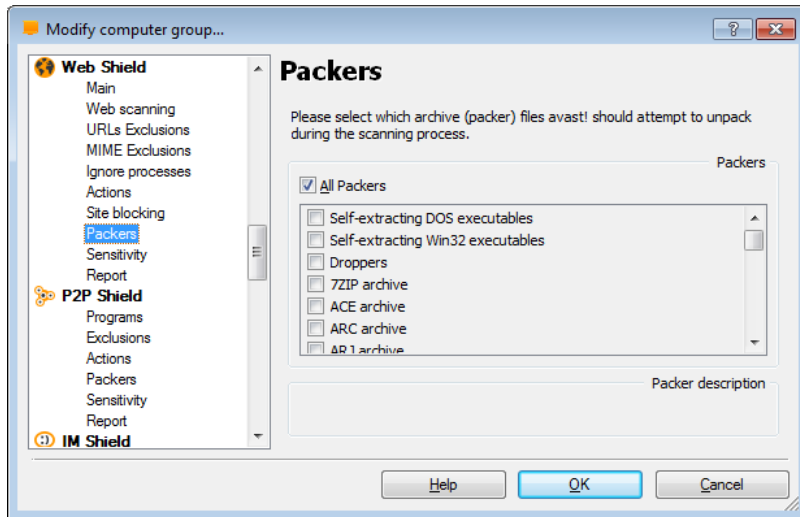 Modify computer group...
Web Shield
Main
Web scanning
URLs Exclusions
MIME Exclusions
Ignore processes
Actions
Site blocking
Packers
Sensitivity
Report
P2P Shield
Programs
Exclusions
Actions
Packers
Sensitivity
Report
IM Shield
Packers
Please select which archive (packer) files avast! should attempt to unpack
during the scanning process.
Packers
All Packers
Self-extracting DOS executables
Self-extracting Win32 executables
Droppers
7ZIP archive
ACE archive
ARC archive
ARJ archive
Packer description
Help
OK
Cancel